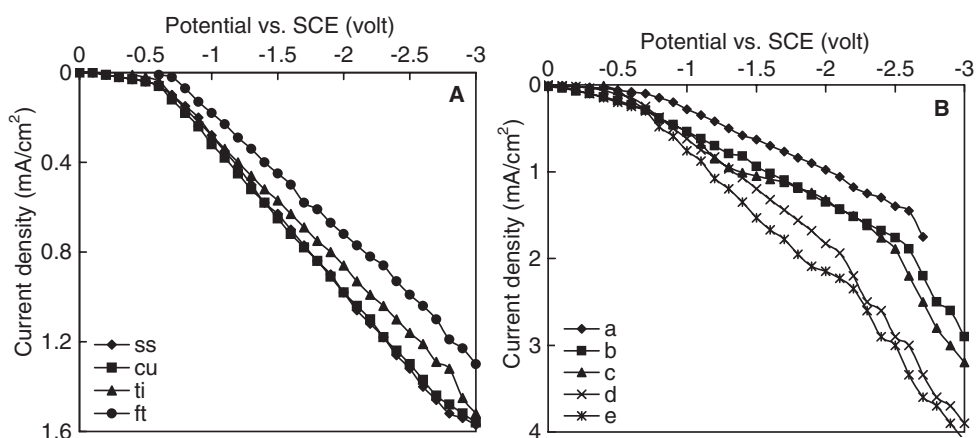 Potential vs. SCE (volt)
0 -0.5 -1 -1.5 -2 -2.5 -3
0
0.4
0.8
1.2
1.6
Current density (mA/cm²)
A
ss
cu
ti
ft
Potential vs. SCE (volt)
0 -0.5 -1 -1.5 -2 -2.5 -3
0
1
2
3
4
Current density (mA/cm²)
B
a
b
c
d
e